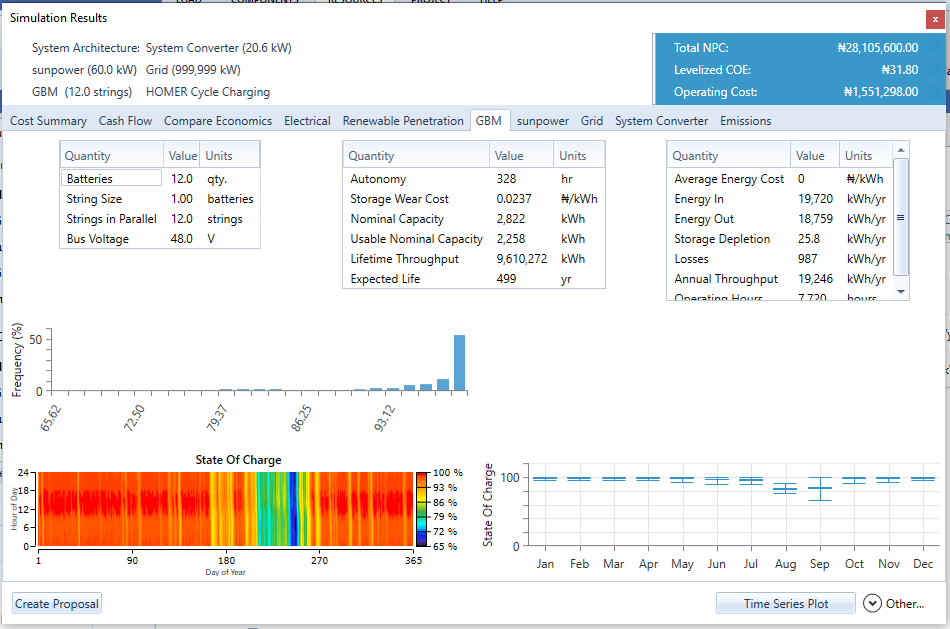 LOAD COMPONENTS RESOURCES PROJECT HELP
Simulation Results
x
System Architecture: System Converter (20.6 kW)
sunpower (60.0 kW) Grid (999,999 kW)
GBM (12.0 strings) HOMER Cycle Charging
Total NPC: ₦28,105,600.00
Levelized COE: ₦31.80
Operating Cost: ₦1,551,298.00
Cost Summary Cash Flow Compare Economics Electrical Renewable Penetration GBM sunpower Grid System Converter Emissions
Quantity Value Units
Batteries 12.0 qty.
String Size 1.00 batteries
Strings in Parallel 12.0 strings
Bus Voltage 48.0 V
Quantity Value Units
Autonomy 328 hr
Storage Wear Cost 0.0237 ₦/kWh
Nominal Capacity 2,822 kWh
Usable Nominal Capacity 2,258 kWh
Lifetime Throughput 9,610,272 kWh
Expected Life 499 yr
Quantity Value Units
Average Energy Cost 0 ₦/kWh
Energy In 19,720 kWh/yr
Energy Out 18,759 kWh/yr
Storage Depletion 25.8 kWh/yr
Losses 987 kWh/yr
Annual Throughput 19,246 kWh/yr
Operating Hours 7,720 hours
Frequency (%)
50
0
65.62 72.50 79.37 86.25 93.12
State Of Charge
Hour of Day
24
18
12
6
0
1 90 180 270 365
Day of Year
100 %
93 %
86 %
79 %
72 %
65 %
State Of Charge
100
0
Jan Feb Mar Apr May Jun Jul Aug Sep Oct Nov Dec
Create Proposal
Time Series Plot
Other...